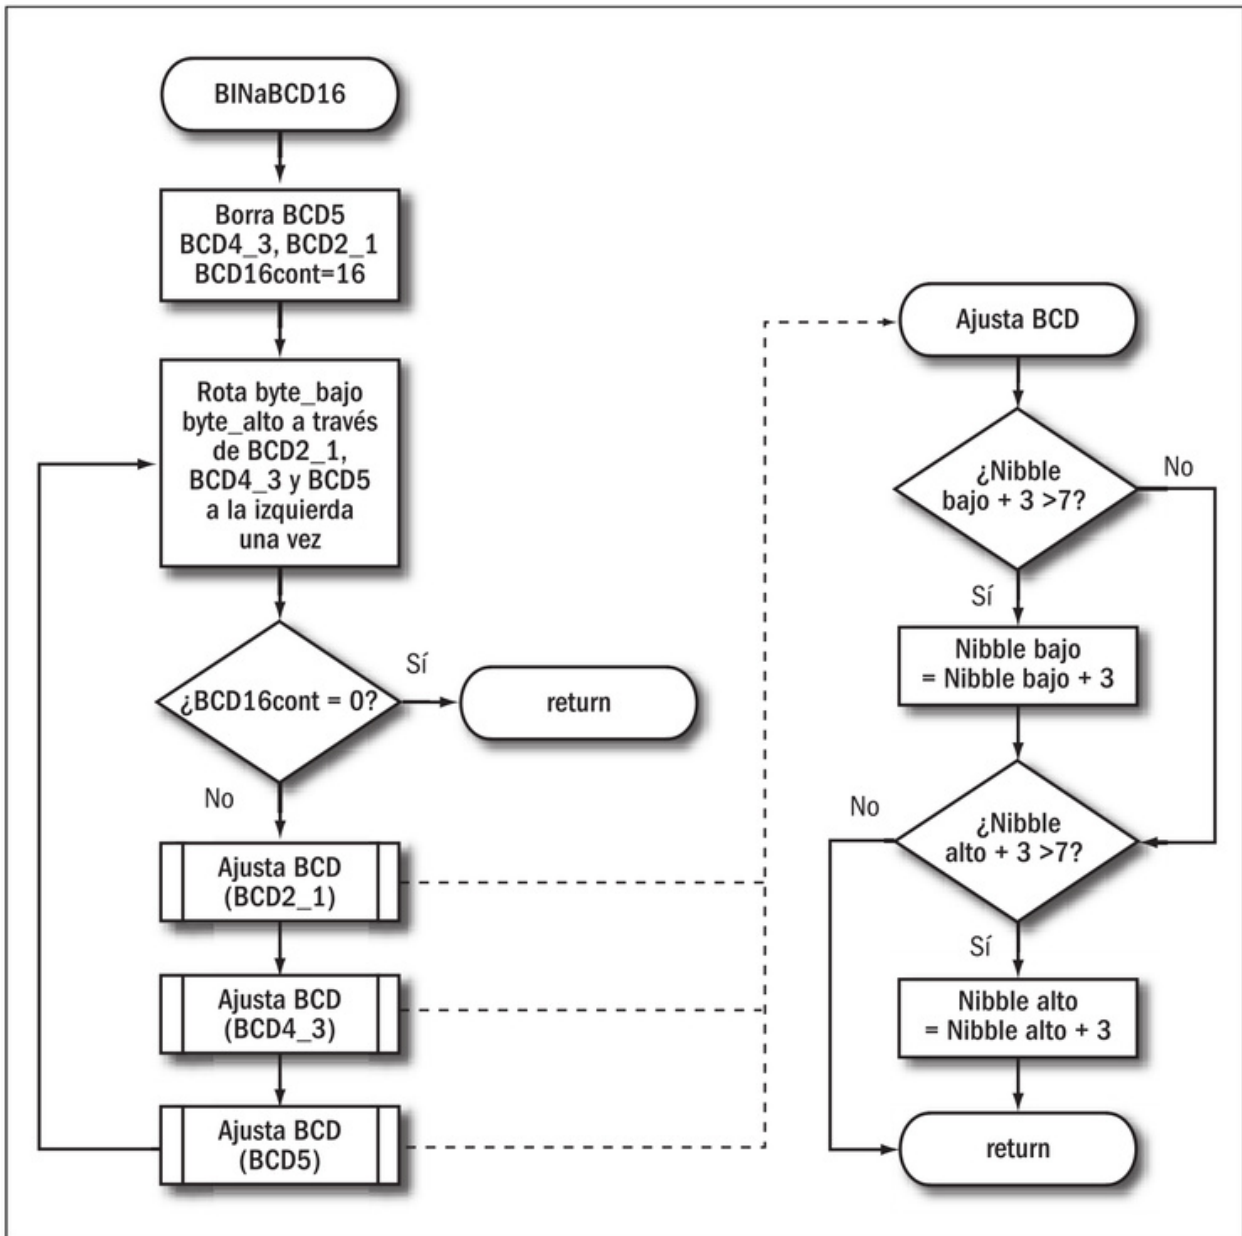 BINaBCD16
Borra BCD5
BCD4_3, BCD2_1
BCD16cont=16
Rota byte_bajo
byte_alto a través
de BCD2_1,
BCD4_3 y BCD5
a la izquierda
una vez
¿BCD16cont = 0?
Sí
return
No
Ajusta BCD
(BCD2_1)
Ajusta BCD
(BCD4_3)
Ajusta BCD
(BCD5)
Ajusta BCD
¿Nibble
bajo + 3 >7?
No
Sí
Nibble bajo
= Nibble bajo + 3
¿Nibble
alto + 3 >7?
No
Sí
Nibble alto
= Nibble alto + 3
return